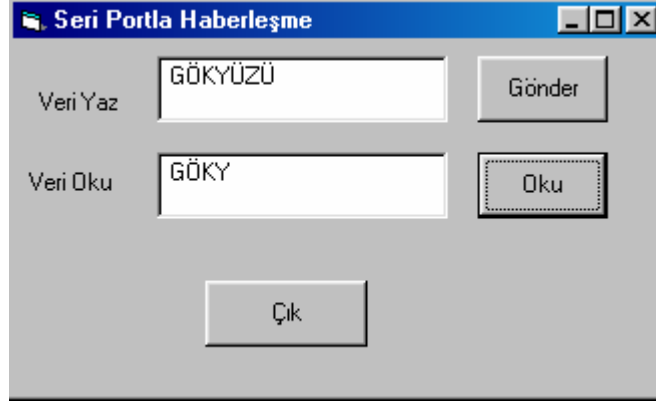 Seri Portla Haberleşme
Veri Yaz GÖKYÜZÜ Gönder
Veri Oku GÖKY Oku
Çık